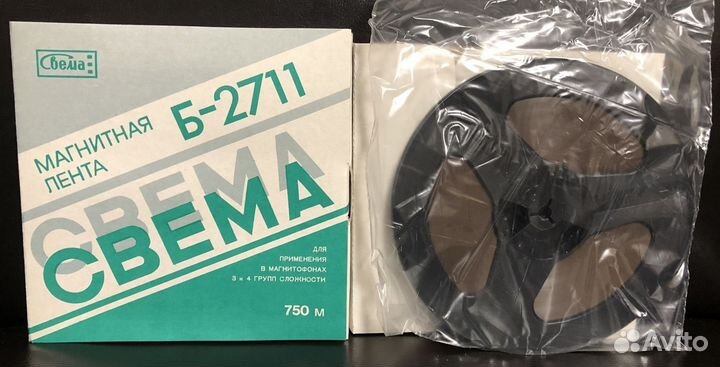 Свема
МАГНИТНАЯ
ЛЕНТА
Б-2711
СВЕМА
СВЕМА
ДЛЯ
ПРИМЕНЕНИЯ
В МАГНИТОФОНАХ
3 и 4 ГРУПП СЛОЖНОСТИ
750 М
Avito